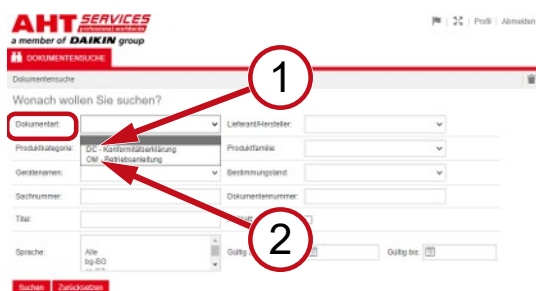 AHT SERVICES
professional worldwide
a member of DAIKIN group
Profil | Abmelden
DOKUMENTENSUCHE
Dokumentensuche
Wonach wollen Sie suchen?
Dokumentart:
Lieferant/Hersteller:
Produktkategorie:
DC - Konformitätserklärung
OM - Betriebsanleitung
Produktfamilie:
Gerätenamen:
Bestimmungsland:
Sachnummer:
Dokumentennummer:
Titel:
Sprache:
Alle
bg-BG
Gültig
Gültig bis:
Suchen
Zurücksetzen
1
2